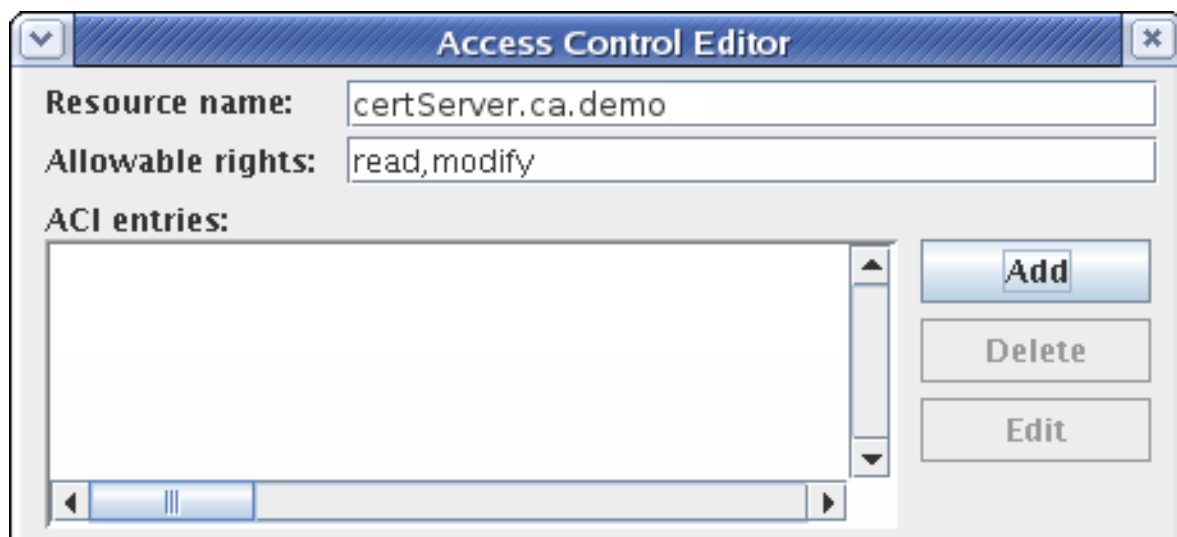 Access Control Editor
Resource name: certServer.ca.demo
Allowable rights: read,modify
ACI entries:
Add
Delete
Edit